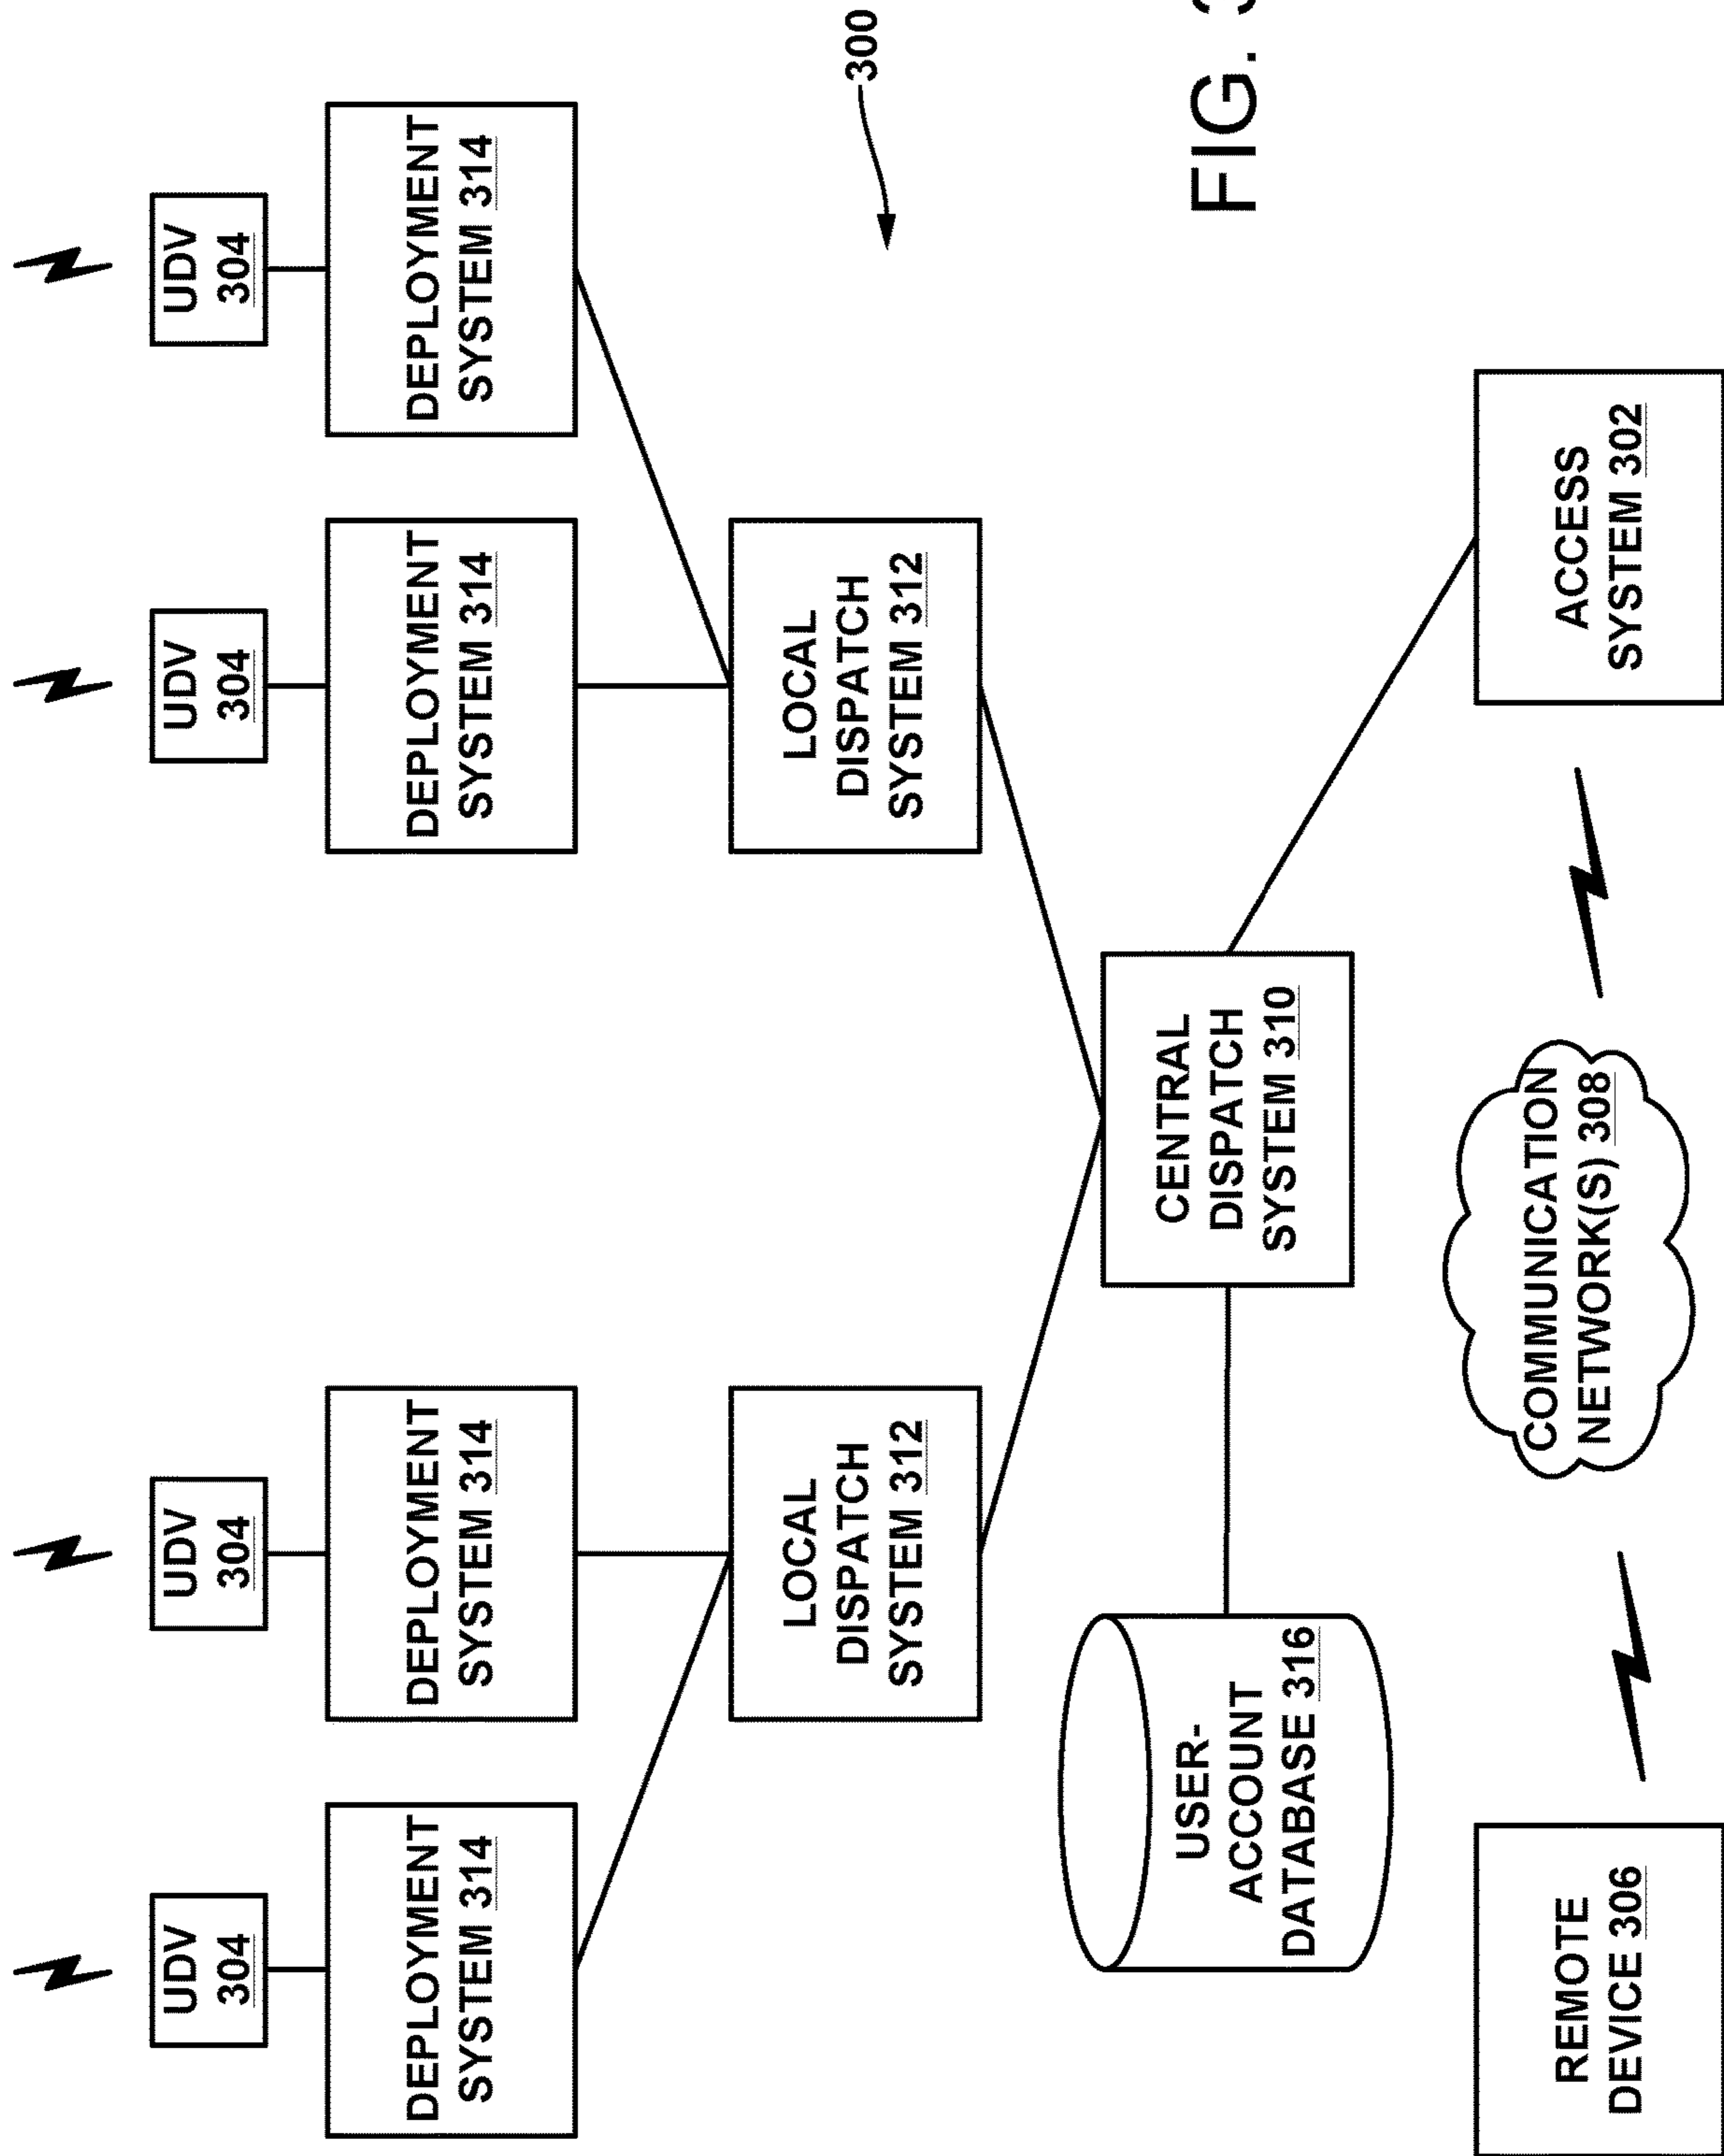 UDV
304
UDV
304
UDV
304
UDV
304
DEPLOYMENT
SYSTEM 314
DEPLOYMENT
SYSTEM 314
DEPLOYMENT
SYSTEM 314
DEPLOYMENT
SYSTEM 314
LOCAL
DISPATCH
SYSTEM 312
LOCAL
DISPATCH
SYSTEM 312
300
USER-
ACCOUNT
DATABASE 316
CENTRAL
DISPATCH
SYSTEM 310
FIG. 3
REMOTE
DEVICE 306
COMMUNICATION
NETWORK(S) 308
ACCESS
SYSTEM 302